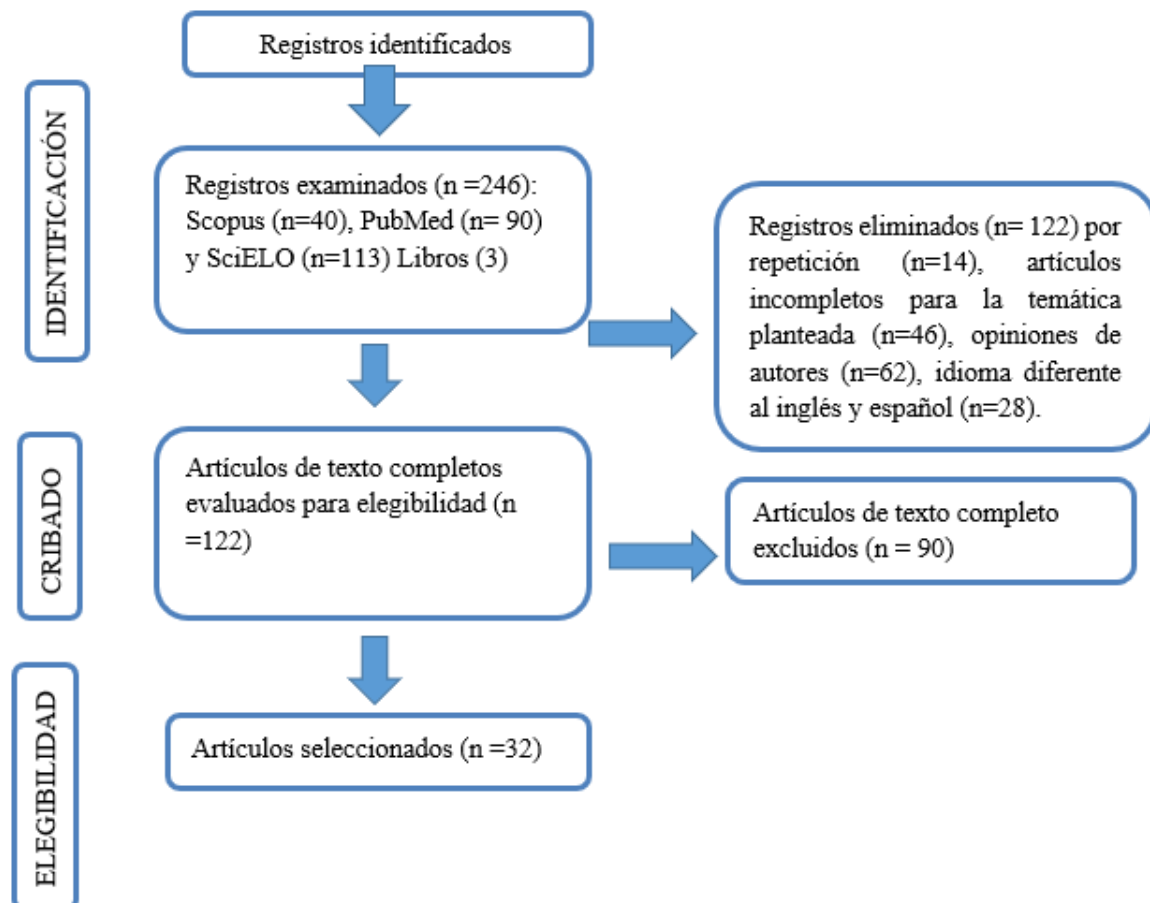 Registros identificados
IDENTIFICACIÓN
Registros examinados (n =246):
Scopus (n=40), PubMed (n= 90)
y SciELO (n=113) Libros (3)
Registros eliminados (n= 122) por
repetición (n=14), artículos
incompletos para la temática
planteada (n=46), opiniones de
autores (n=62), idioma diferente
al inglés y español (n=28).
CRIBADO
Artículos de texto completos
evaluados para elegibilidad (n
=122)
Artículos de texto completo
excluidos (n = 90)
ELEGIBILIDAD
Artículos seleccionados (n =32)